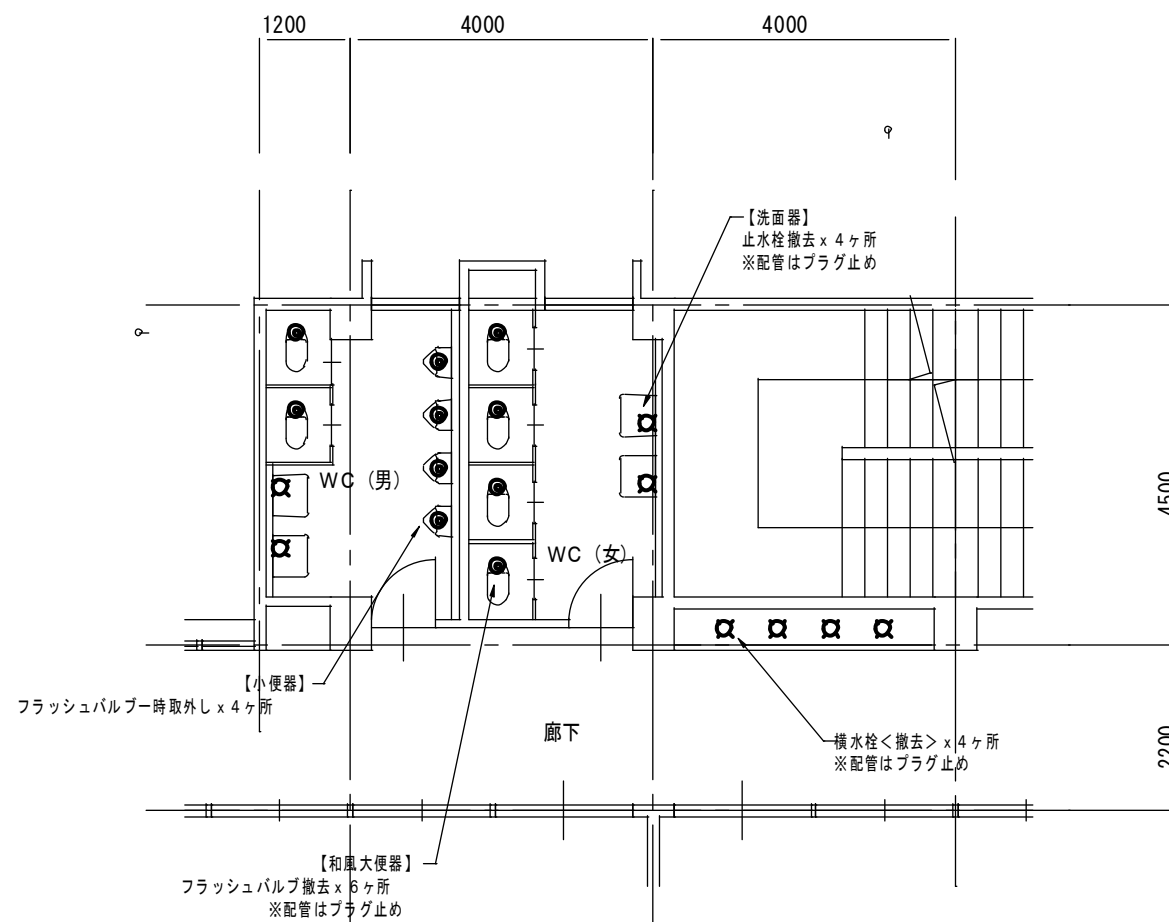 1200
4000
4000
【洗面器】
止水栓撤去x4ヶ所
※配管はプラグ止め
WC(男)
WC(女)
4500
【小便器】
フラッシュバルブ一時取外しx4ヶ所
廊下
横水栓<撤去>x4ヶ所
※配管はプラグ止め
2200
【和風大便器】
フラッシュバルブ撤去x6ヶ所
※配管はプラグ止め